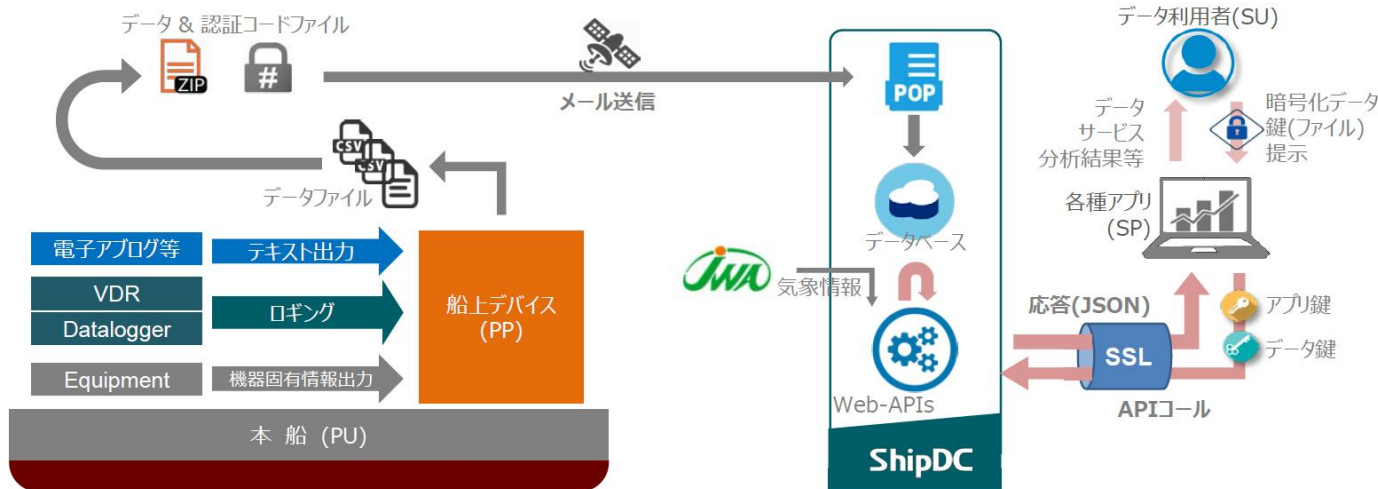 データ & 認証コードファイル
ZIP
#
メール送信
CSV
CSV
データファイル
電子アブログ等
テキスト出力
VDR
Datalogger
ロギング
Equipment
機器固有情報出力
船上デバイス
(PP)
本 船 (PU)
POP
データベース
JWA
気象情報
Web-APIs
ShipDC
データ利用者(SU)
データ
サービス
分析結果等
暗号化データ
鍵(ファイル)
提示
各種アプリ
(SP)
応答(JSON)
アプリ鍵
データ鍵
SSL
APIコール